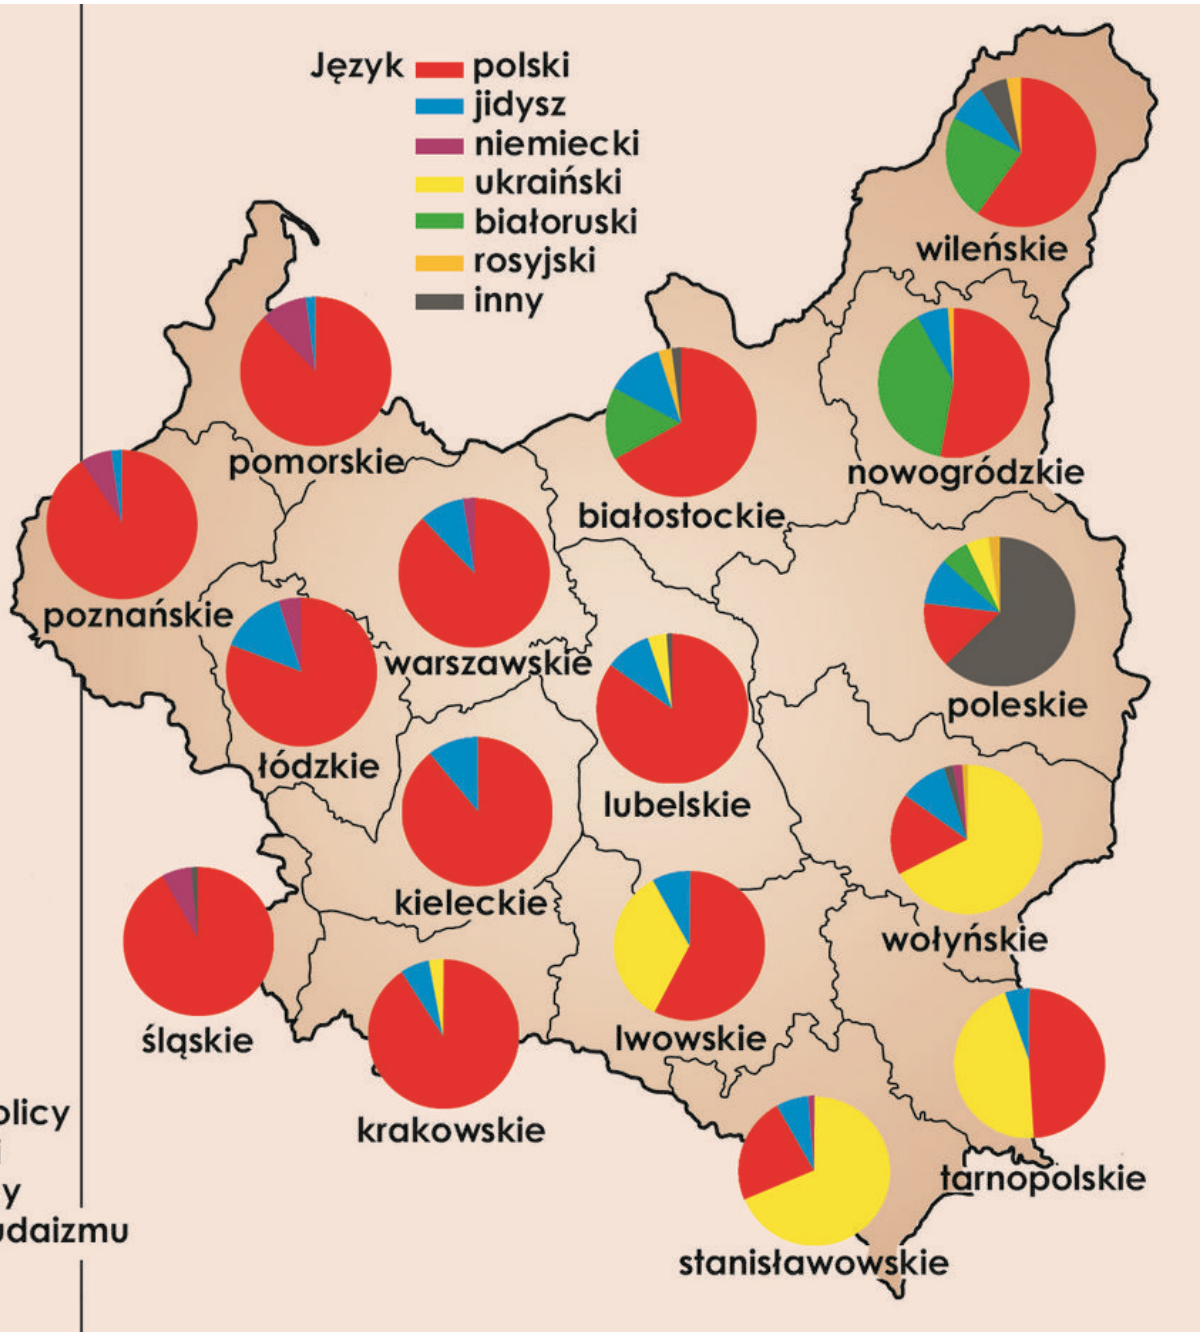 Język polski
jidysz
niemiecki
ukraiński
białoruski
rosyjski
inny
wileńskie
pomorskie
nowogródzkie
białostockie
poznańskie
warszawskie
poleskie
łódzkie
lubelskie
kieleckie
wołyńskie
śląskie
lwowskie
krakowskie
tarnopolskie
stanisławowskie
olicy
i
y
udaizmu